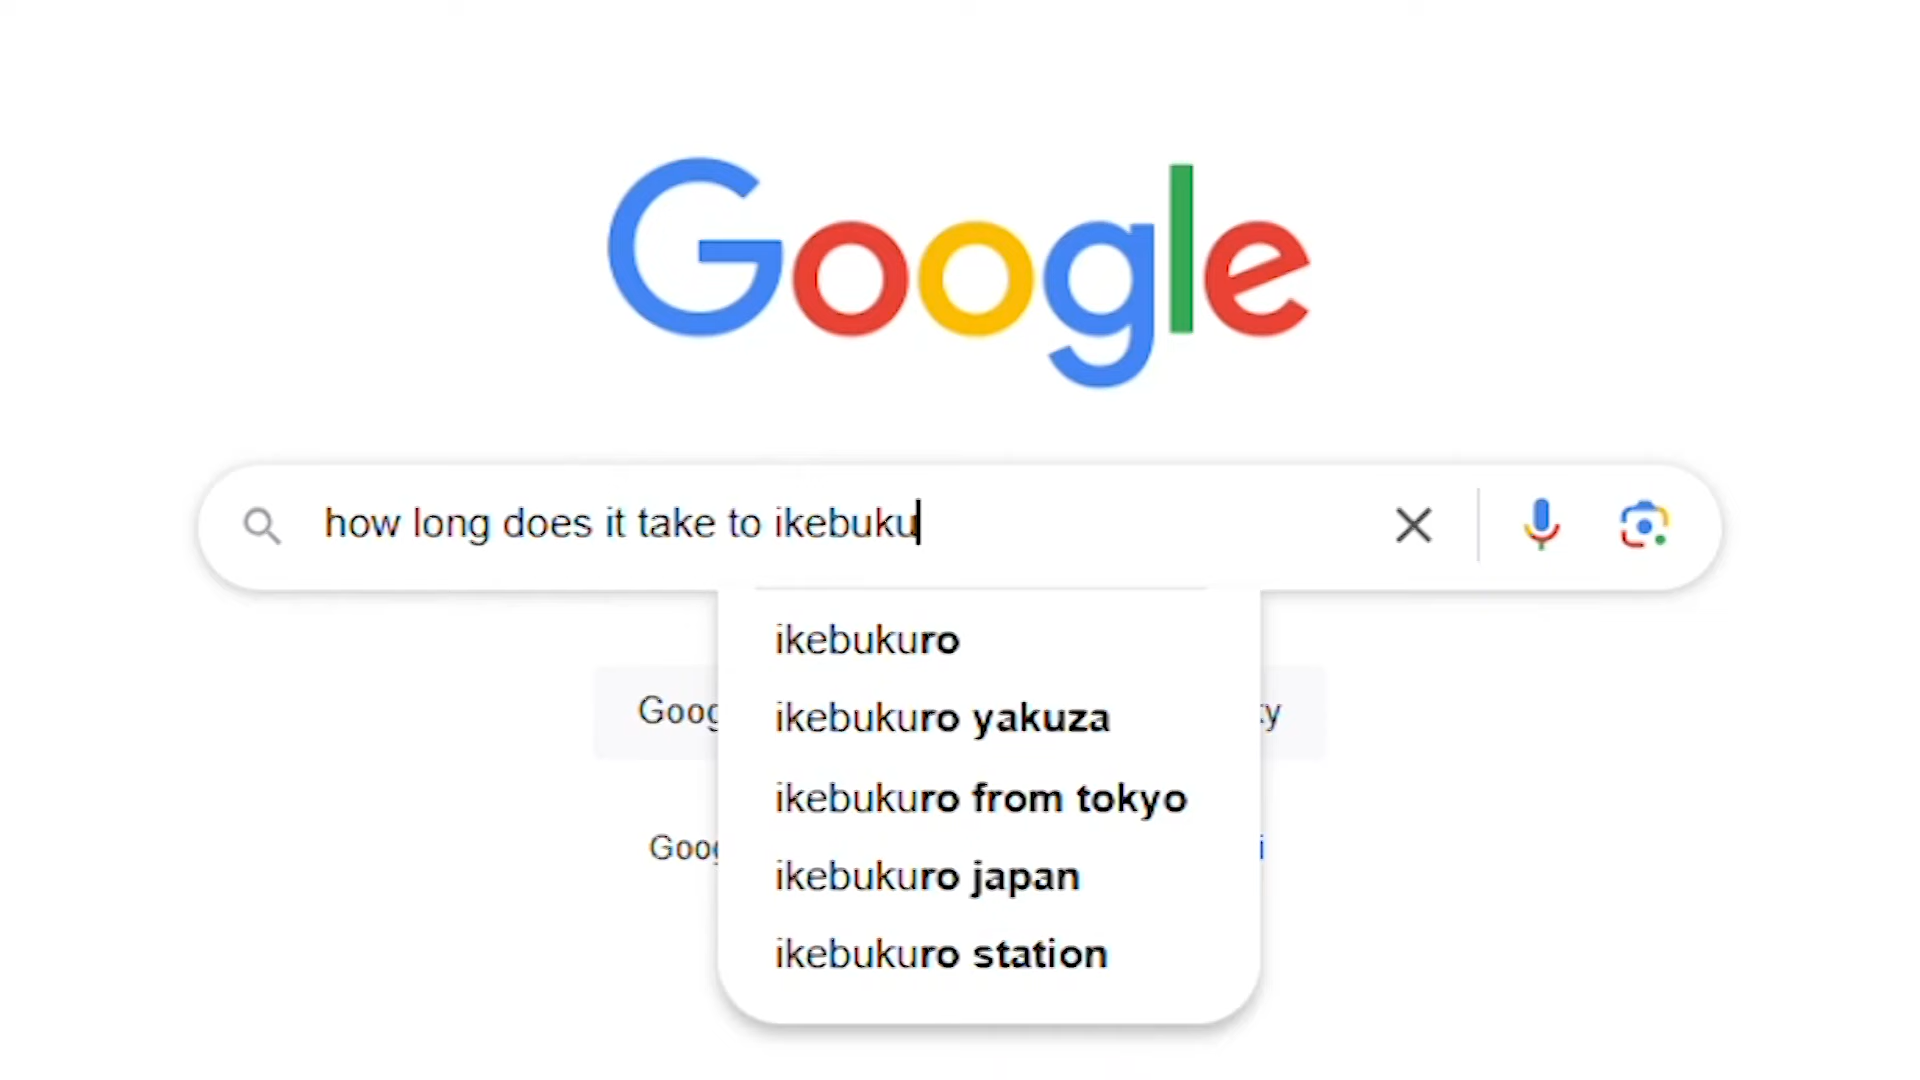 Google
how long does it take to ikebuku
ikebukuro
ikebukuro yakuza
ikebukuro from tokyo
ikebukuro japan
ikebukuro station